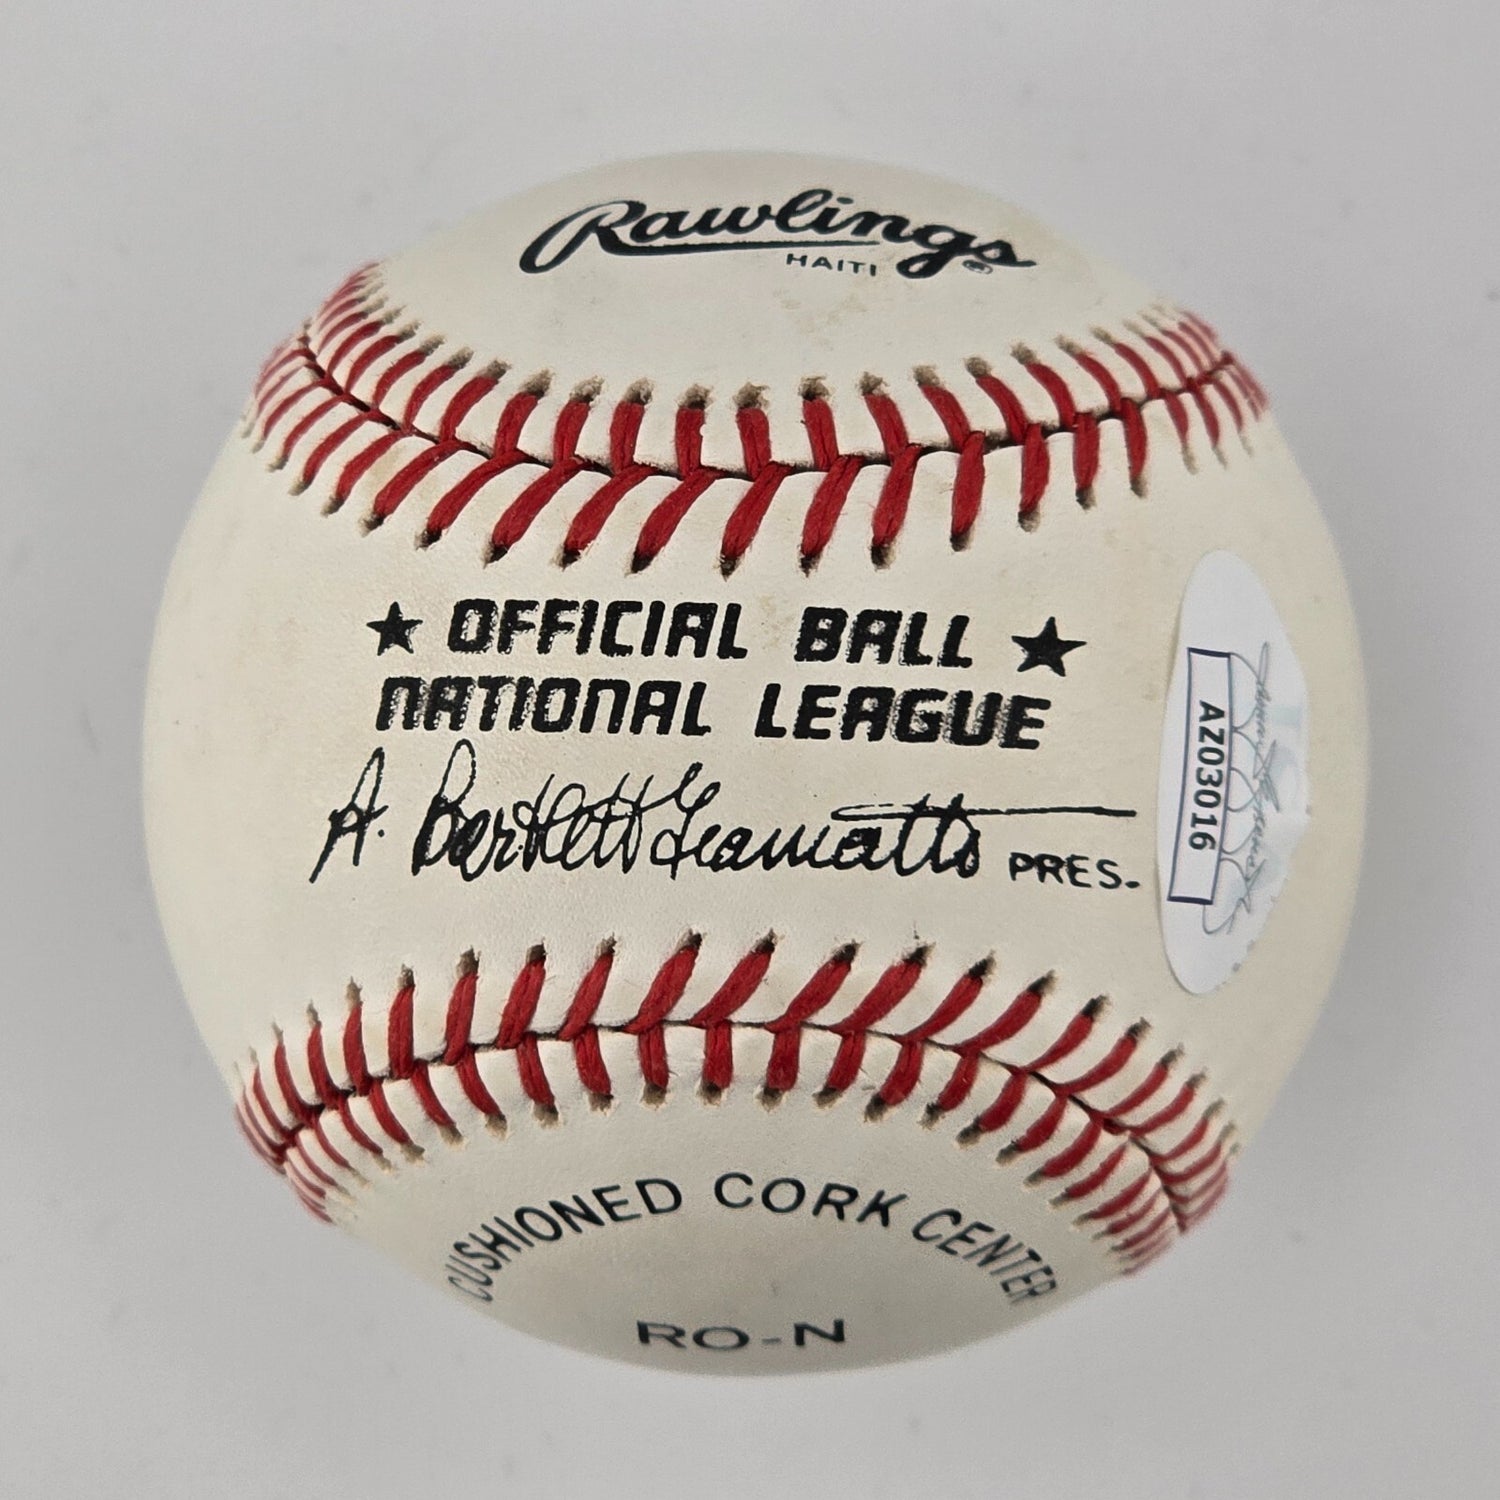 Rawlings ®
HAITI
★ OFFICIAL BALL ★
NATIONAL LEAGUE
A. Bartlett Giamatti PRES.
AZ03016
CUSHIONED CORK CENTER
RO-N